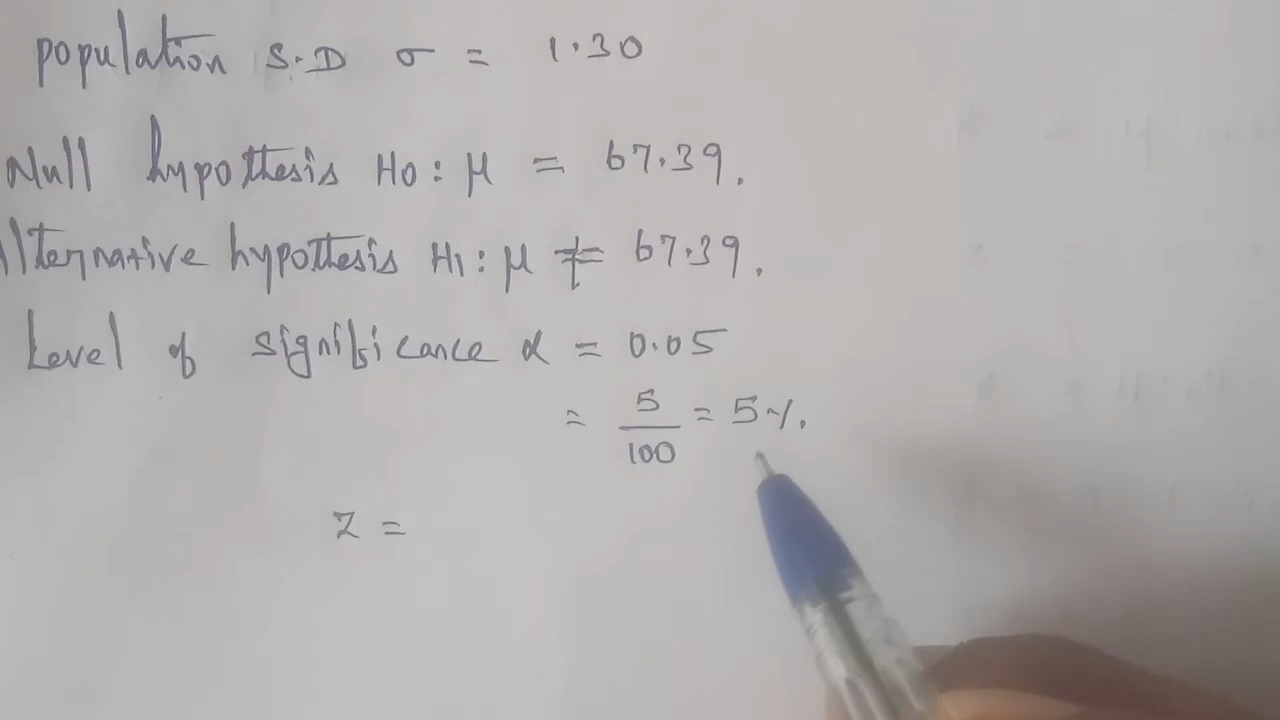 population S.D σ = 1.30
Null hypothesis H0 : μ = 67.39.
Alternative hypothesis H1 : μ ≠ 67.39.
Level of significance α = 0.05
= 5/100 = 5%.
Z =